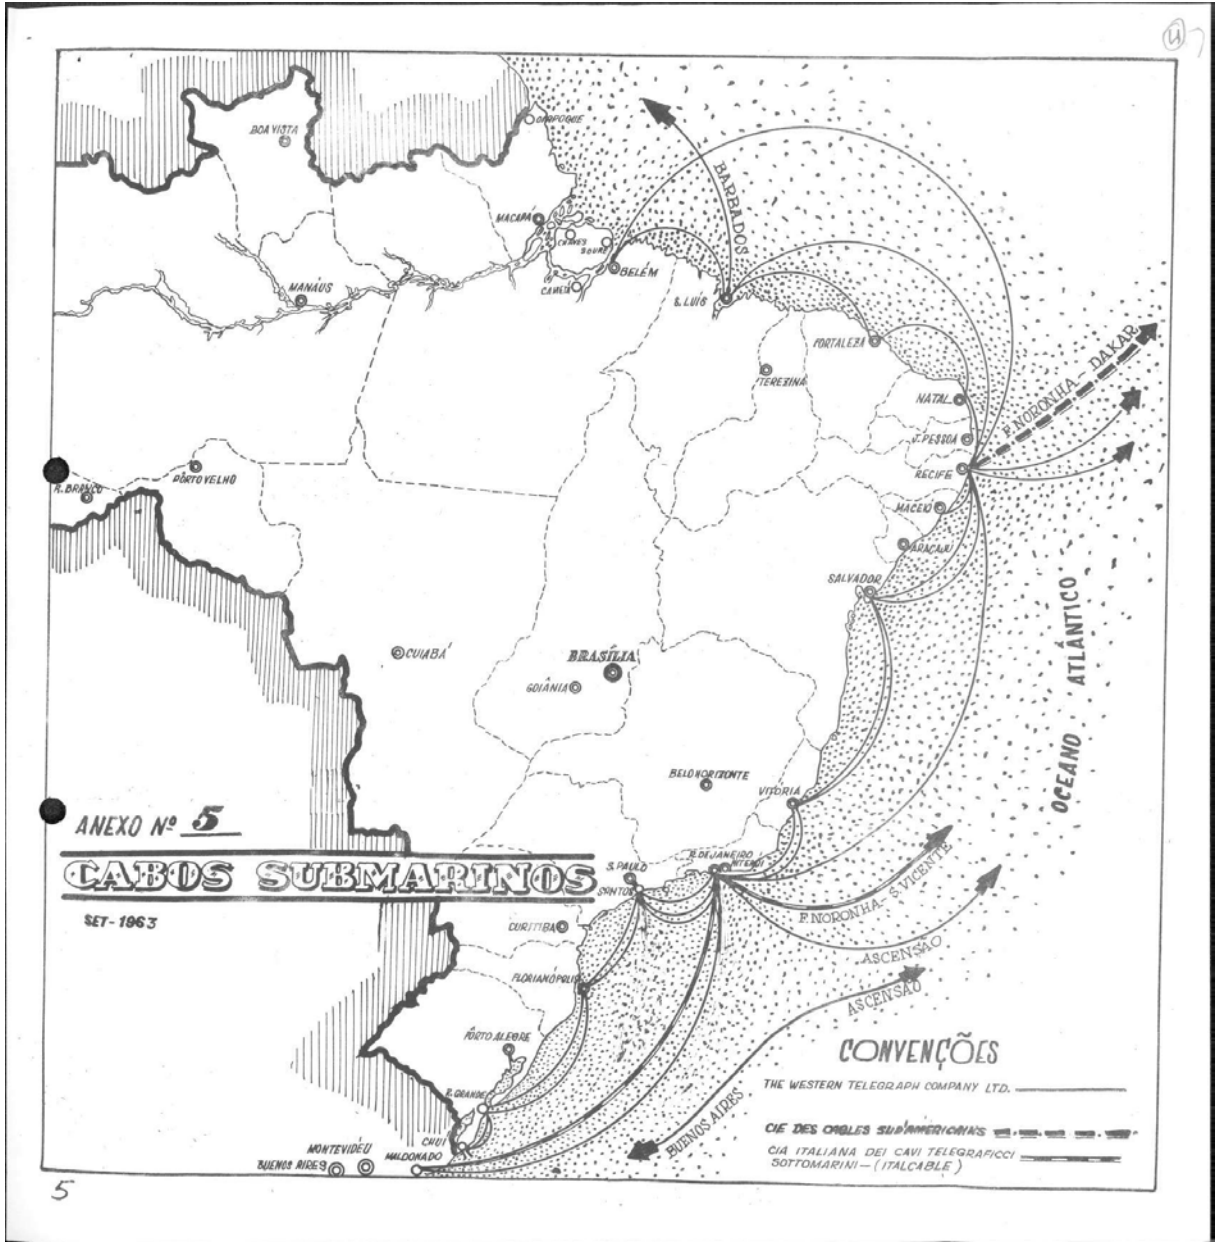 4
OIAPOQUE
BOA VISTA
BARBADOS
MACAPÁ
CHAVES
SOURE
BELÉM
CAMETÁ
MANÁUS
S. LUIS
FORTALEZA
TEREZINA
F. NORONHA - DAKAR
NATAL
J. PESSOA
RECIFE
PÔRTO VELHO
R. BRANCO
MACEIÓ
ARACAJU
SALVADOR
OCEANO ATLÁNTICO
CUIABÁ
BRASÍLIA
GOIÂNIA
BELO HORIZONTE
VITORIA
ANEXO Nº 5
CABOS SUBMARINOS
SET - 1963
R. DE JANEIRO
NITERÓI
S. PAULO
SANTOS
F. NORONHA - S. VICENTE
CURITIBA
ASCENSÃO
FLORIANÓPOLIS
ASCENSÃO
PÔRTO ALEGRE
R. GRANDE
BUENOS AIRES
CHUI
MONTEVIDÉU
MALDONADO
BUENOS AIRES
CONVENÇÕES
THE WESTERN TELEGRAPH COMPANY LTD.
CIE DES CABLES SUD'AMERICAINS
CIA ITALIANA DEI CAVI TELEGRAFICCI
SOTTOMARINI - (ITALCABLE)
5